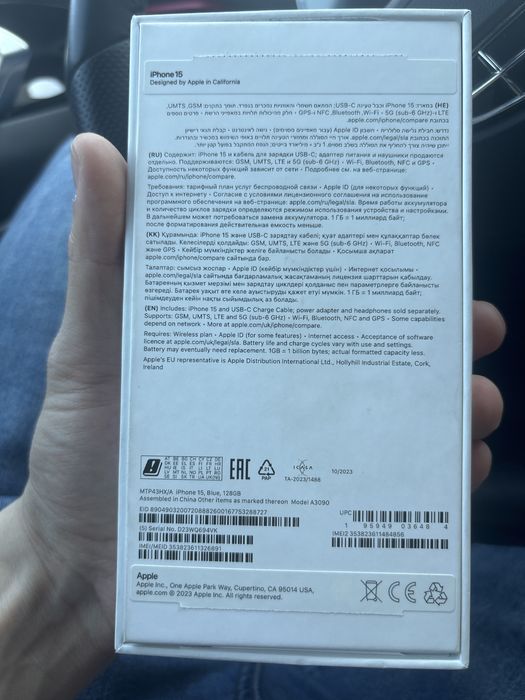 iPhone 15
Designed by Apple in California
(RU) Содержит: iPhone 15 и кабель для зарядки USB-C; адаптер питания и наушники продаются
отдельно. Поддерживаются: GSM, UMTS, LTE и 5G (sub-6 GHz) • Wi-Fi, Bluetooth, NFC и GPS •
Доступность некоторых функций зависит от сети • Подробнее см. на веб-странице:
apple.com/ru/iphone/compare.
Требования: тарифный план услуг беспроводной связи • Apple ID (для некоторых функций) •
Доступ к интернету • Согласие с условиями лицензионного соглашения на использование
программного обеспечения на веб-странице: apple.com/legal/sla. Время работы аккумулятора
и количество циклов зарядки определяются режимом использования устройства и настройками.
В дальнейшем может потребоваться замена аккумулятора. 1 ГБ = 1 миллиард байт;
после форматирования действительная емкость меньше.
(KK) Құрамында: iPhone 15 және USB-C зарядтау кабелі; қуат адаптері мен құлаққаптар бөлек
сатылады. Келесілерді қолдайды: GSM, UMTS, LTE және 5G (sub-6 GHz) • Wi-Fi, Bluetooth, NFC
және GPS • Кейбір мүмкіндіктер желіге байланысты болады • Қосымша ақпарат
apple.com/iphone/compare сайтында бар.
Талаптар: сымсыз жоспар • Apple ID (кейбір мүмкіндіктер үшін) • Интернет қосылымы •
apple.com/legal/sla сайтында бағдарламалық жасақтаманың лицензия шарттарын қабылдау.
Батареяның қызмет мерзімі мен зарядтау циклдері қолданыс пен параметрлерге байланысты
өзгереді. Батарея уақыт өте келе ауыстыруды қажет етуі мүмкін. 1 ГБ = 1 миллиард байт;
пішімдеуден кейін нақты сыйымдылық аз болады.
(EN) Includes: iPhone 15 and USB-C Charge Cable; power adapter and headphones sold separately.
Supports: GSM, UMTS, LTE and 5G (sub-6 GHz) • Wi-Fi, Bluetooth, NFC and GPS • Some capabilities
depend on network • More at apple.com/uk/iphone/compare.
Requires: Wireless plan • Apple ID (for some features) • Internet access • Acceptance of software
licence at apple.com/uk/legal/sla. Battery life and charge cycles vary with use and settings.
Battery may eventually need replacement. 1GB = 1 billion bytes; actual formatted capacity less.
Apple's EU representative is Apple Distribution International Ltd., Hollyhill Industrial Estate, Cork,
Ireland
EAC
21
PAP
TA-2023/1488
10/2023
MTP43HX/A iPhone 15, Blue, 128GB
Assembled in China Other items as marked thereon Model A3090
EID 89049032007208882600167753288727
UPC
1 95949 03648 4
(S) Serial No. D23WQ694VK
IMEI2 353823611484856
IMEI/MEID 353823611326891
Apple
Apple Inc., One Apple Park Way, Cupertino, CA 95014 USA.
apple.com © 2023 Apple Inc. All rights reserved.
CE